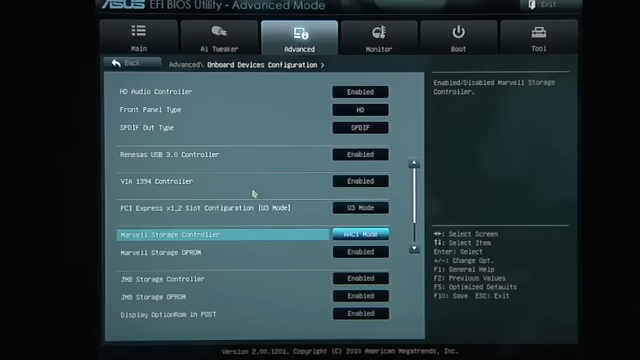 ASUS EFI BIOS Utility - Advanced Mode
Exit
Main
Ai Tweaker
Advanced
Monitor
Boot
Tool
Back
Advanced\ Onboard Devices Configuration >
HD Audio Controller Enabled
Front Panel Type HD
SPDIF Out Type SPDIF
Renesas USB 3.0 Controller Enabled
VIA 1394 Controller Enabled
PCI Express x1_2 Slot Configuration [U3 Mode] U3 Mode
Marvell Storage Controller AHCI Mode
Marvell Storage OPROM Enabled
JMB Storage Controller Enabled
JMB Storage OPROM Enabled
Display OptionRom in POST Enabled
Enabled/Disabled Marvell Storage
Controller.
→←: Select Screen
↑↓: Select Item
Enter: Select
+/-: Change Opt.
F1: General Help
F2: Previous Values
F5: Optimized Defaults
F10: Save ESC: Exit
Version 2.00.1201. Copyright (C) 2010 American Megatrends, Inc.